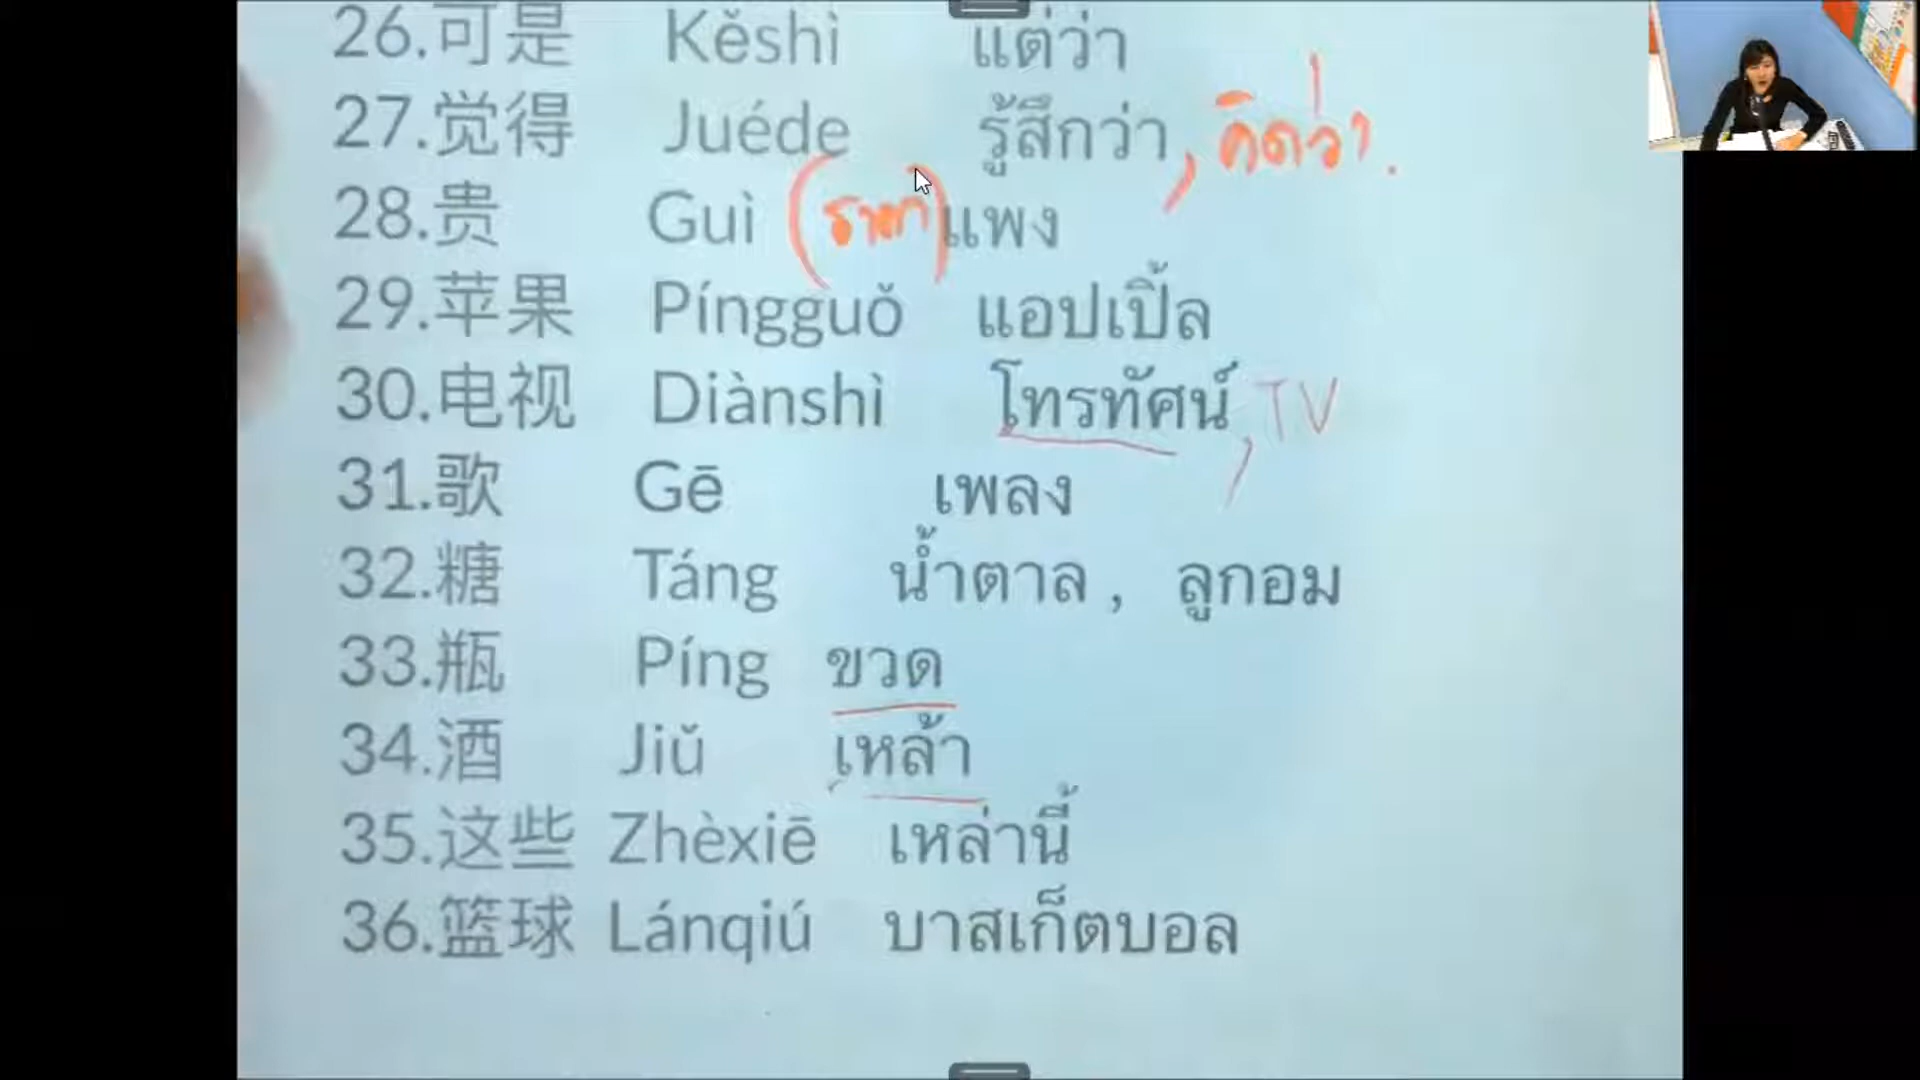 26.可是 Kěshì แต่ว่า
27.觉得 Juéde รู้สึกว่า , คิดว่า.
28.贵 Guì (ราคา) แพง
29.苹果 Píngguǒ แอปเปิ้ล
30.电视 Diànshì โทรทัศน์ , TV
31.歌 Gē เพลง
32.糖 Táng น้ำตาล , ลูกอม
33.瓶 Píng ขวด
34.酒 Jiǔ เหล้า
35.这些 Zhèxiē เหล่านี้
36.篮球 Lánqiú บาสเก็ตบอล